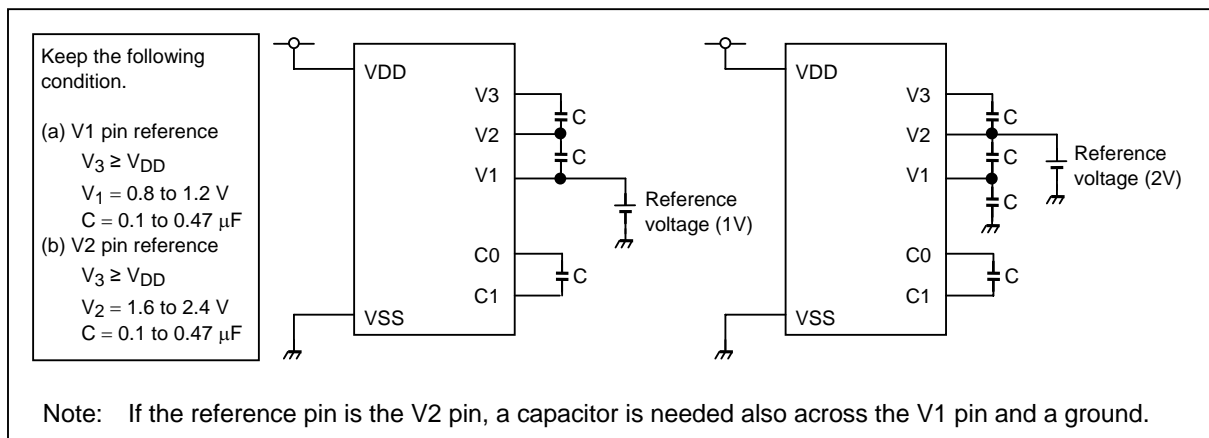 Keep the following
condition.
(a) V1 pin reference
V3 ≥ VDD
V1 = 0.8 to 1.2 V
C = 0.1 to 0.47 μF
(b) V2 pin reference
V3 ≥ VDD
V2 = 1.6 to 2.4 V
C = 0.1 to 0.47 μF
VDD
V3
C
V2
C
V1
Reference
voltage (1V)
C0
C
C1
VSS
VDD
V3
C
V2
C
Reference
voltage (2V)
V1
C
C0
C
C1
VSS
Note: If the reference pin is the V2 pin, a capacitor is needed also across the V1 pin and a ground.